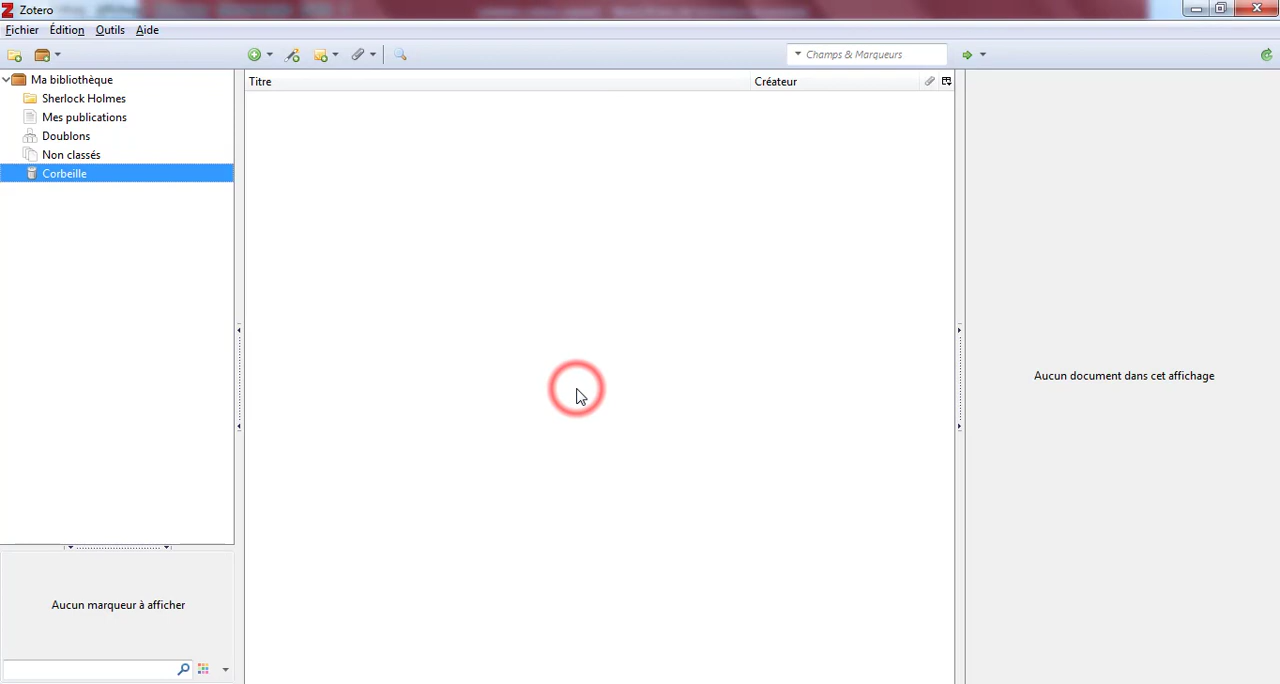 Zotero
Fichier Édition Outils Aide
Champs & Marqueurs
Ma bibliothèque
Sherlock Holmes
Mes publications
Doublons
Non classés
Corbeille
Titre Créateur
Aucun document dans cet affichage
Aucun marqueur à afficher